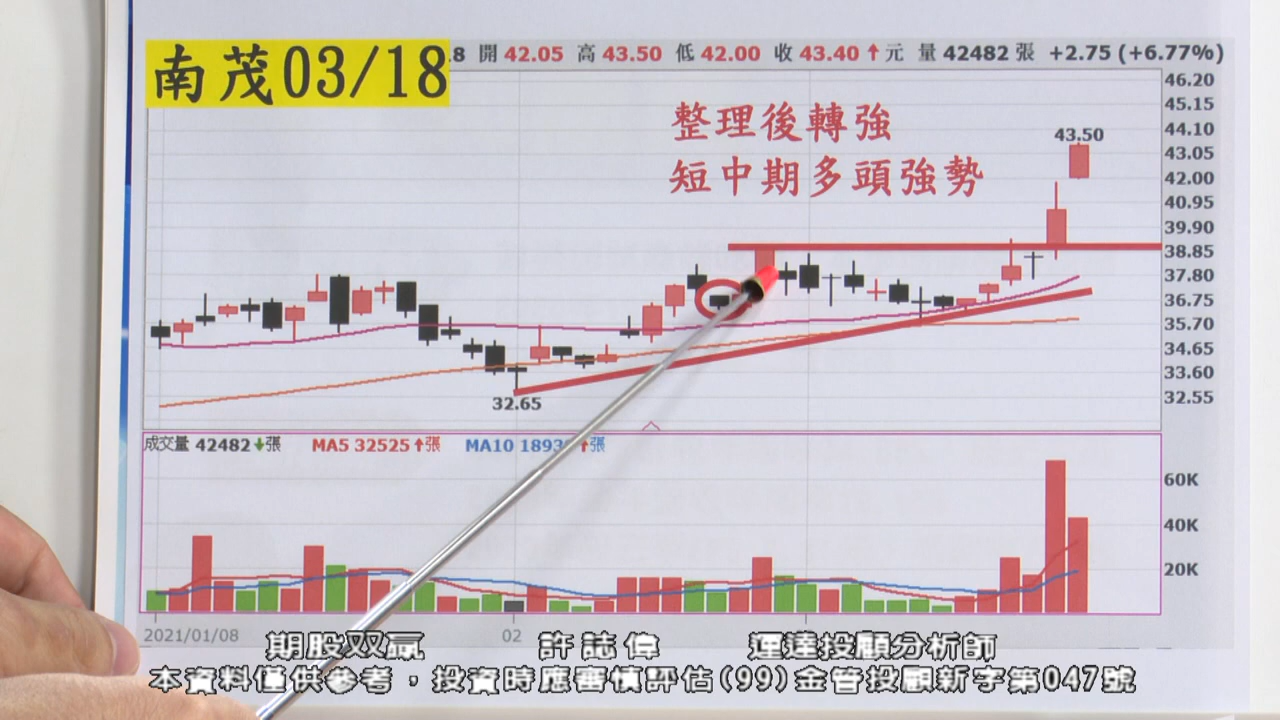 南茂03/18
8 開 42.05 高 43.50 低 42.00 收 43.40↑元 量 42482 張 +2.75 (+6.77%)
整理後轉強
短中期多頭強勢
43.50
32.65
46.20
45.15
44.10
43.05
42.00
40.95
39.90
38.85
37.80
36.75
35.70
34.65
33.60
32.55
成交量 42482↓張 MA5 32525↑張 MA10 1893 ↑張
60K
40K
20K
2021/01/08 02
期股双贏 許誌偉 運達投顧分析師
本資料僅供參考，投資時應審慎評估(99)金管投顧新字第047號